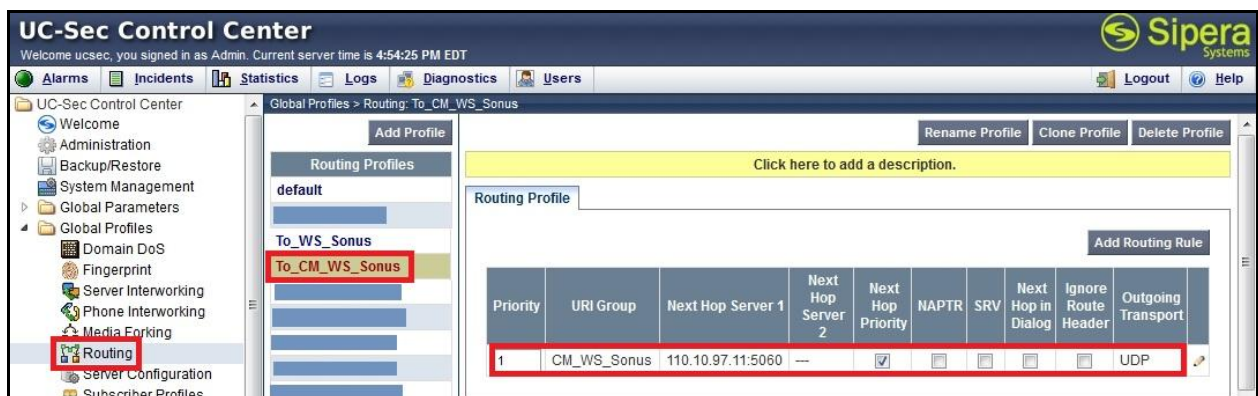 UC-Sec Control Center
Welcome ucsec, you signed in as Admin. Current server time is 4:54:25 PM EDT
Sipera
Systems
Alarms Incidents Statistics Logs Diagnostics Users Logout Help
UC-Sec Control Center
Welcome
Administration
Backup/Restore
System Management
Global Parameters
Global Profiles
Domain DoS
Fingerprint
Server Interworking
Phone Interworking
Media Forking
Routing
Server Configuration
Subscriber Profiles
Global Profiles > Routing: To_CM_WS_Sonus
Add Profile
Routing Profiles
default
To_WS_Sonus
To_CM_WS_Sonus
Rename Profile Clone Profile Delete Profile
Click here to add a description.
Routing Profile
Add Routing Rule
Priority URI Group Next Hop Server 1 Next Hop Server 2 Next Hop Priority NAPTR SRV Next Hop in Dialog Ignore Route Header Outgoing Transport
1 CM_WS_Sonus 110.10.97.11:5060 --- UDP